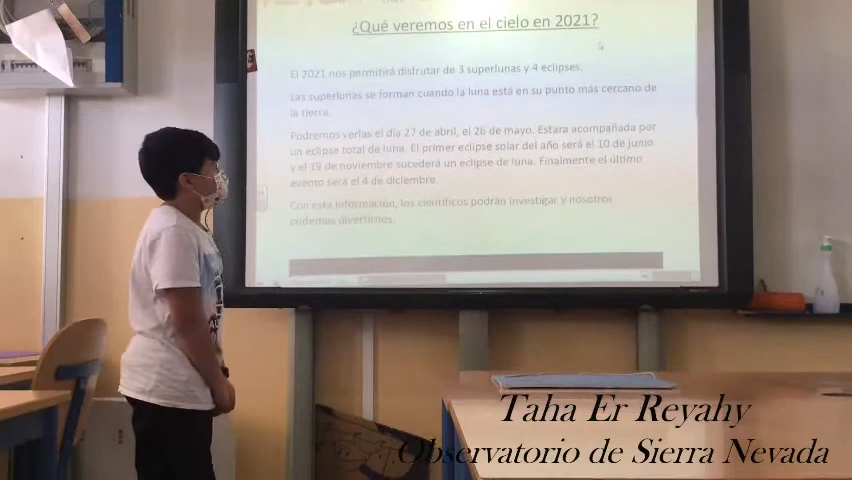 ¿Qué veremos en el cielo en 2021?
El 2021 nos permitirá disfrutar de 3 superlunas y 4 eclipses.
Las superlunas se forman cuando la luna está en su punto más cercano de
la tierra.
Podremos verlas el día 27 de abril, el 26 de mayo. Estara acompañada por
un eclipse total de luna. El primer eclipse solar del año será el 10 de junio
y el 19 de noviembre sucederá un eclipse de luna. Finalmente el último
evento será el 4 de diciembre.
Con esta información, los científicos podrán investigar y nosotros
podemos divertirnos.
Taha Er Reyahy
Observatorio de Sierra Nevada